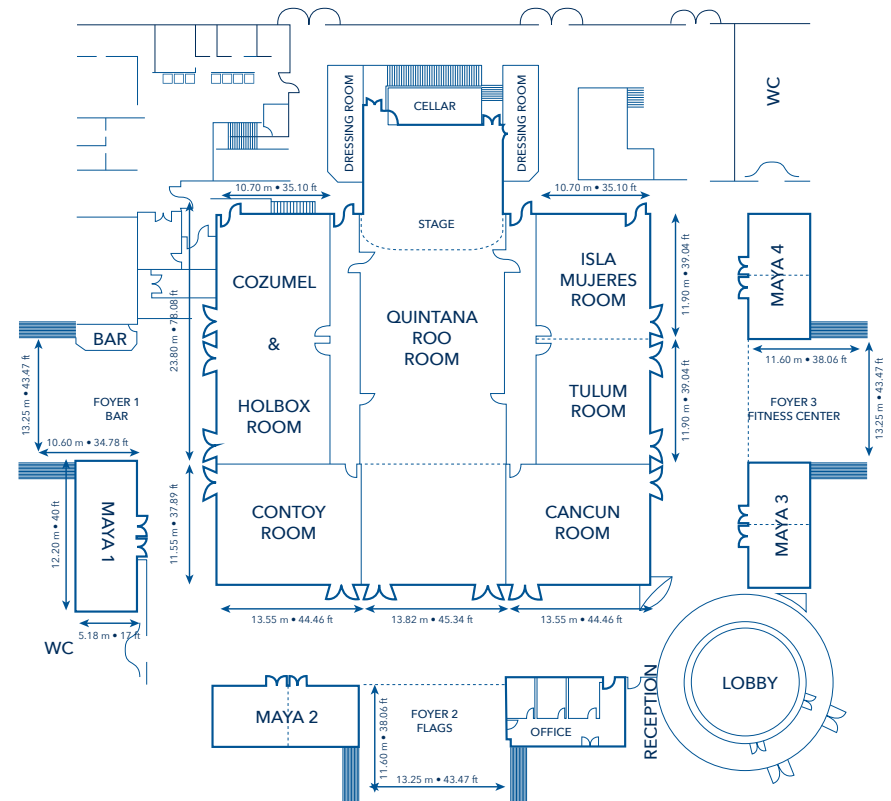 WC
DRESSING ROOM
CELLAR
DRESSING ROOM
10.70 m • 35.10 ft
10.70 m • 35.10 ft
STAGE
COZUMEL
&
HOLBOX
ROOM
23.80 m • 78.08 ft
QUINTANA
ROO
ROOM
ISLA
MUJERES
ROOM
11.90 m • 39.04 ft
MAYA 4
BAR
13.25 m • 43.47 ft
FOYER 1
BAR
10.60 m • 34.78 ft
TULUM
ROOM
11.90 m • 39.04 ft
11.60 m • 38.06 ft
FOYER 3
FITNESS CENTER
13.25 m • 43.47 ft
MAYA 1
12.20 m • 40 ft
5.18 m • 17 ft
WC
11.55 m • 37.89 ft
CONTOY
ROOM
CANCUN
ROOM
MAYA 3
13.55 m • 44.46 ft
13.82 m • 45.34 ft
13.55 m • 44.46 ft
MAYA 2
11.60 m • 38.06 ft
FOYER 2
FLAGS
13.25 m • 43.47 ft
OFFICE
RECEPTION
LOBBY